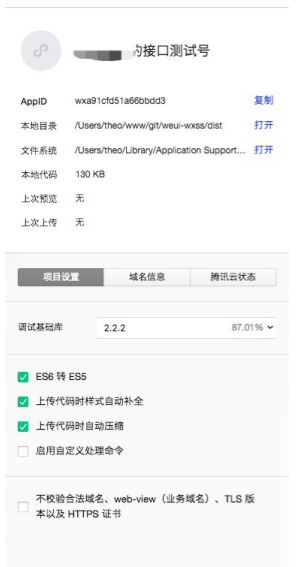 的接口测试号
AppID wxa91cfd51a66bbdd3 复制
本地目录 /Users/theo/www/git/weui-wxss/dist 打开
文件系统 /Users/theo/Library/Application Support... 打开
本地代码 130 KB
上次预览 无
上次上传 无
项目设置 域名信息 腾讯云状态
调试基础库 2.2.2 87.01%
ES6 转 ES5
上传代码时样式自动补全
上传代码时自动压缩
启用自定义处理命令
不校验合法域名、web-view（业务域名）、TLS 版
本以及 HTTPS 证书